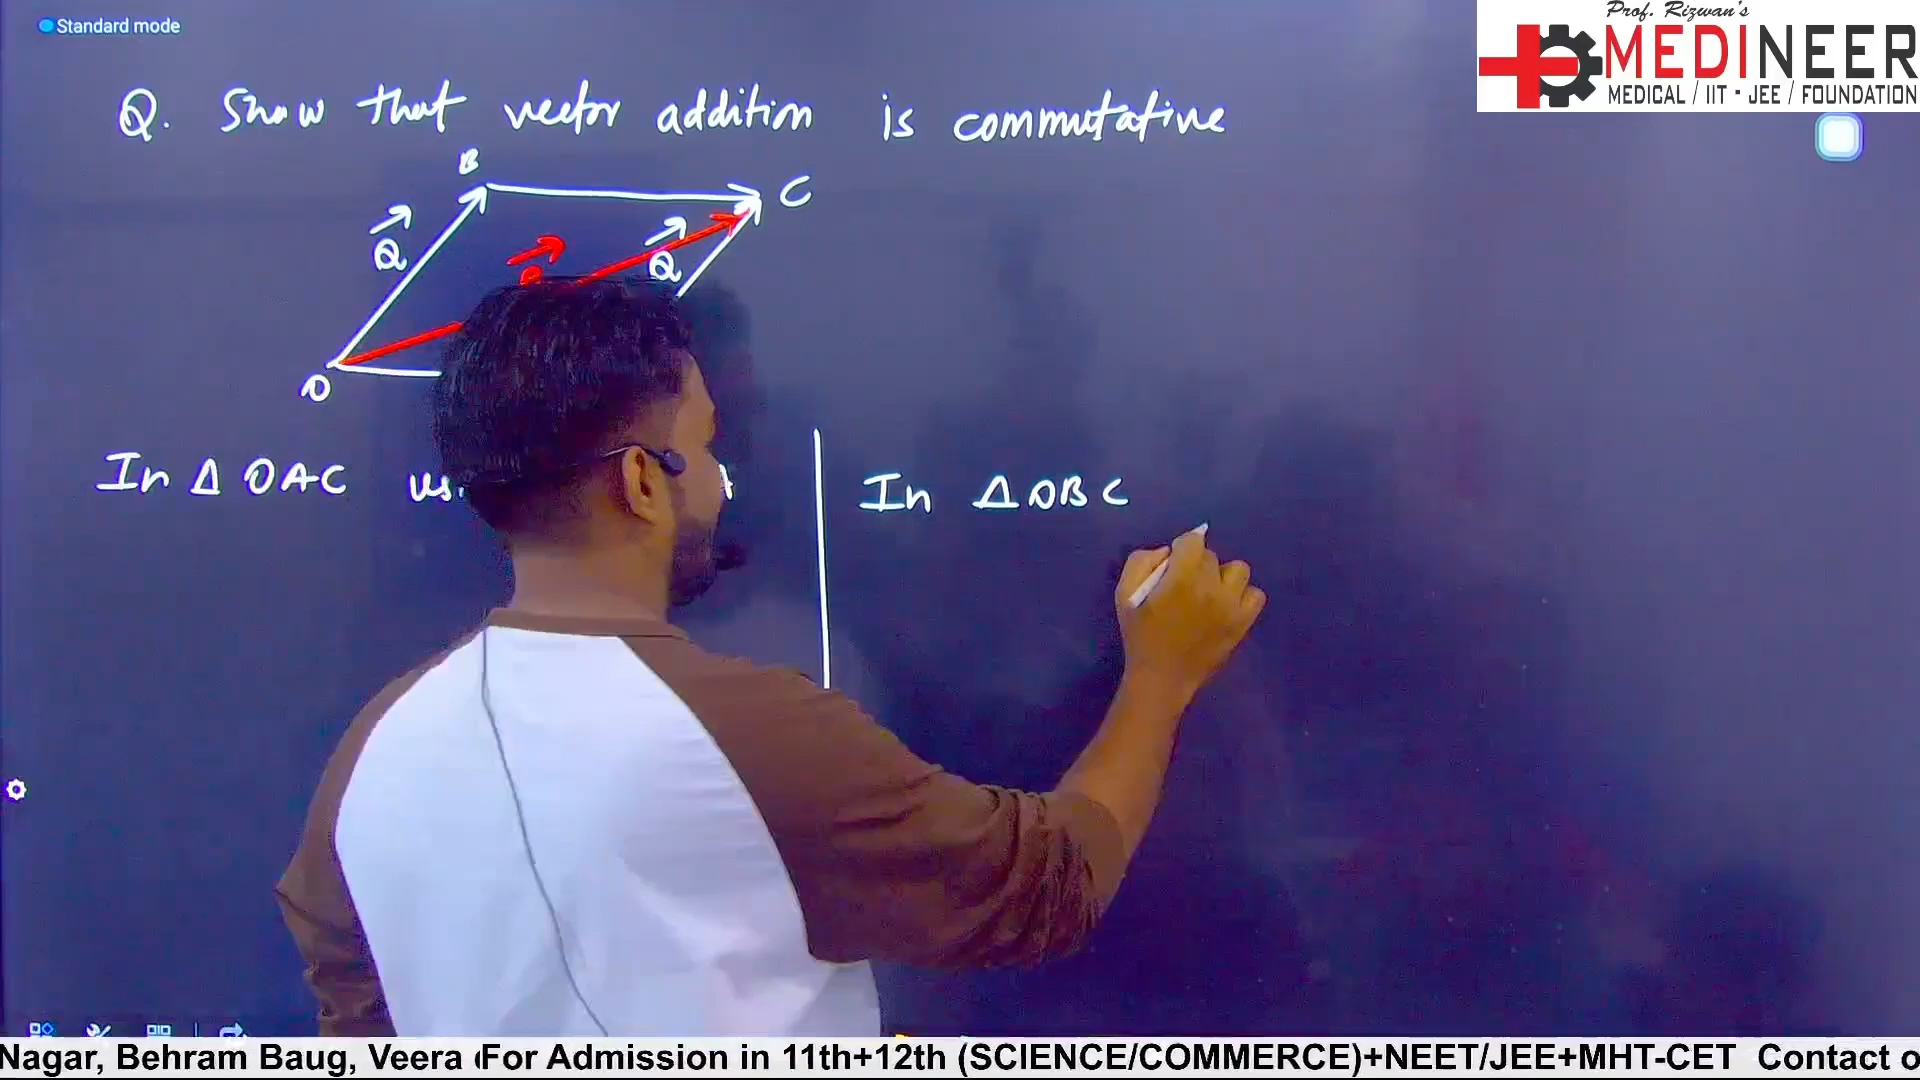 Standard mode
Prof. Rizwan's
MEDINEER
MEDICAL / IIT - JEE / FOUNDATION
Q. Show that vector addition is commutative
B
C
Q
Q
O
In Δ OAC
In Δ OBC
Nagar, Behram Baug, Veera For Admission in 11th+12th (SCIENCE/COMMERCE)+NEET/JEE+MHT-CET Contact